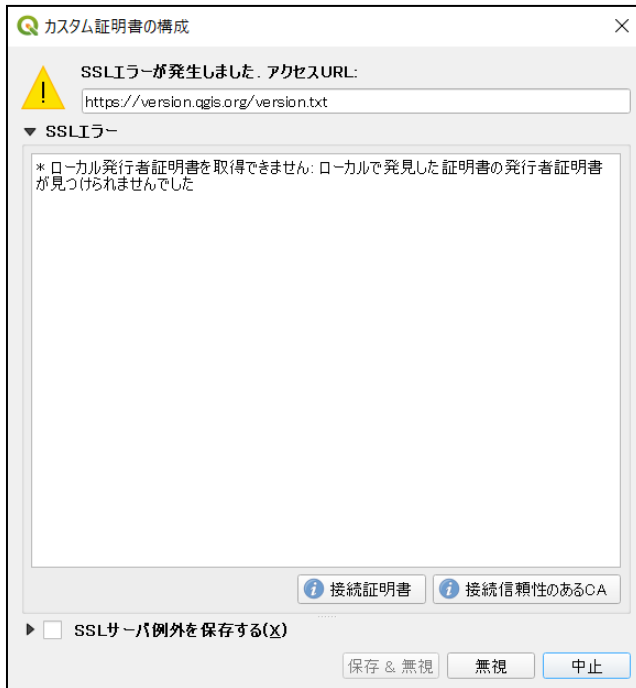 カスタム証明書の構成
SSLエラーが発生しました. アクセスURL:
https://version.qgis.org/version.txt
SSLエラー
* ローカル発行者証明書を取得できません: ローカルで発見した証明書の発行者証明書
が見つけられませんでした
接続証明書
接続信頼性のあるCA
SSLサーバ例外を保存する(X)
保存 & 無視
無視
中止